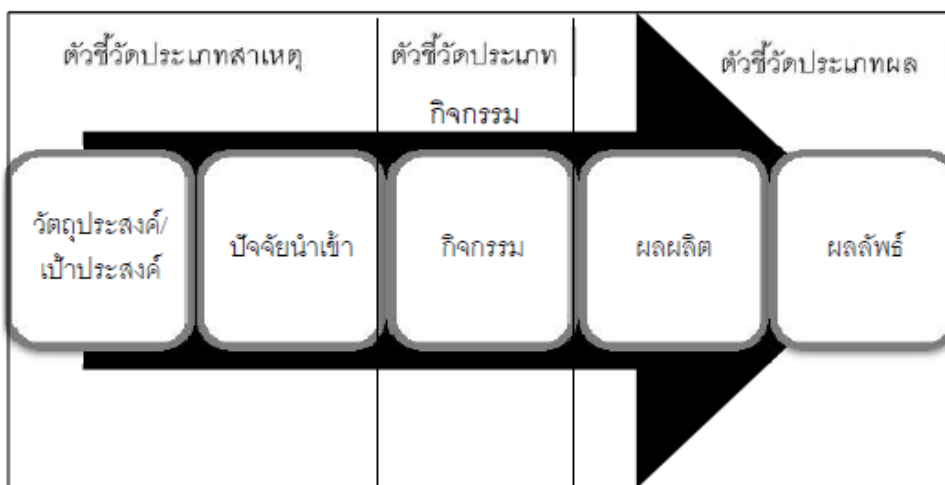 ตัวชี้วัดประเภทสาเหตุ
ตัวชี้วัดประเภท
กิจกรรม
ตัวชี้วัดประเภทผล
วัตถุประสงค์/
เป้าประสงค์
ปัจจัยนำเข้า
กิจกรรม
ผลผลิต
ผลลัพธ์